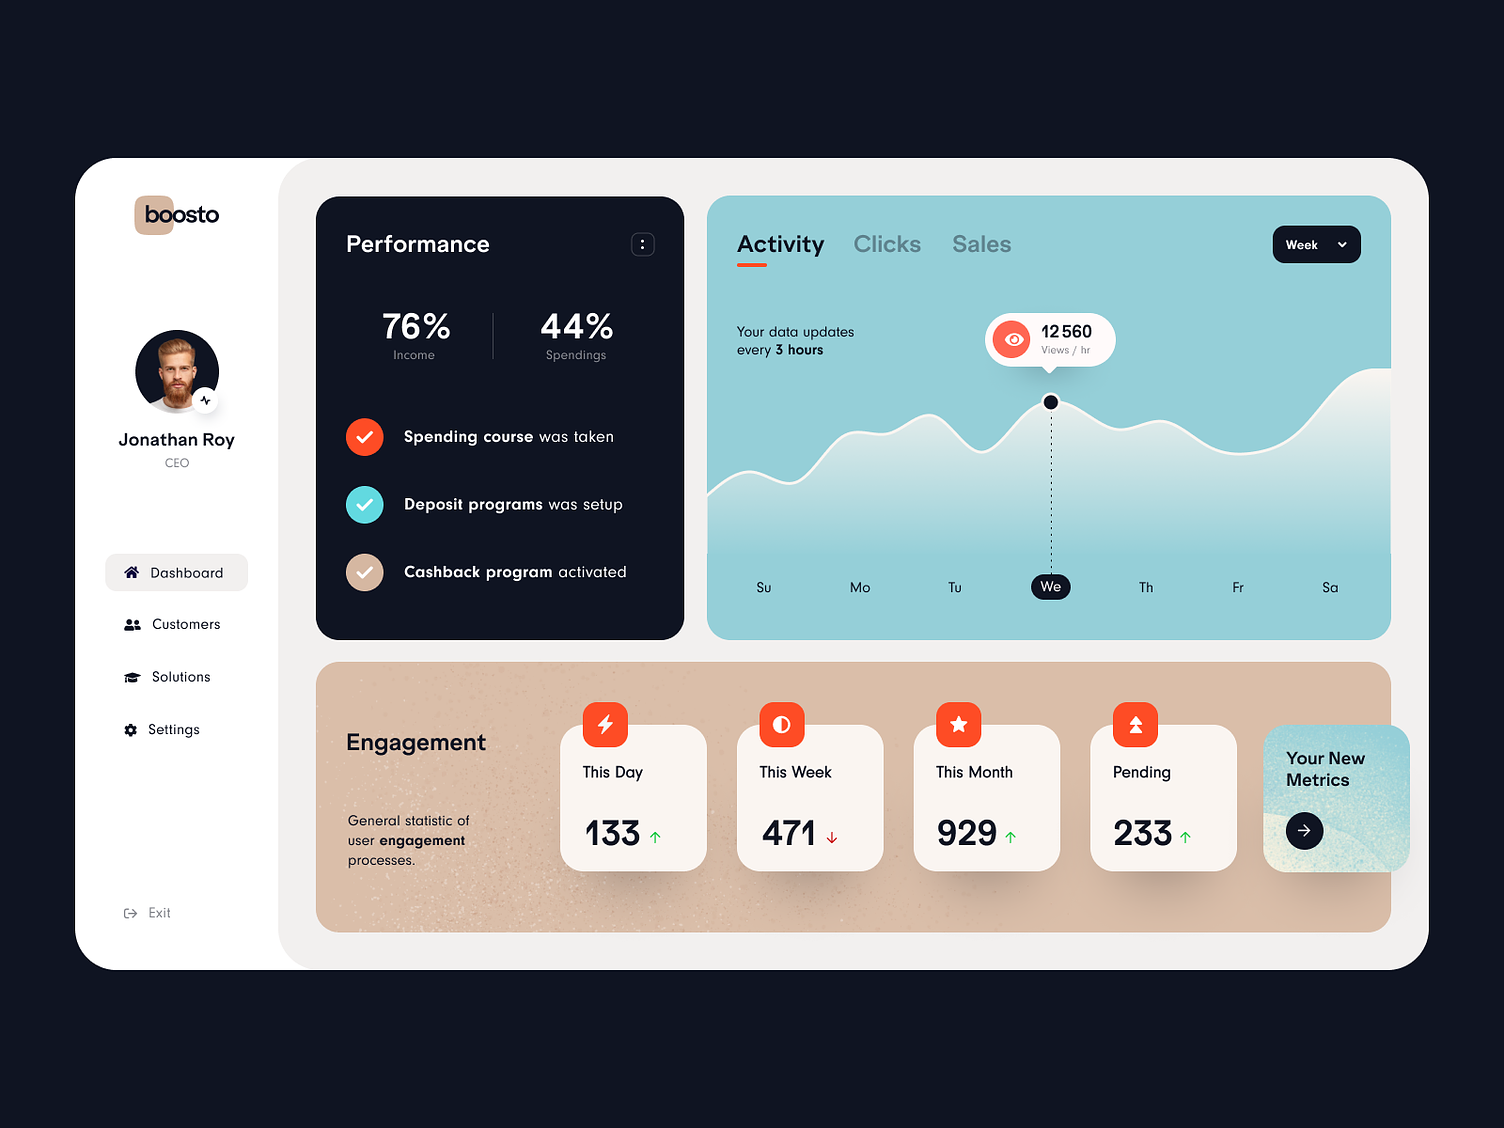 boosto
Jonathan Roy
CEO
Dashboard
Customers
Solutions
Settings
Exit
Performance
76%
Income
44%
Spendings
Spending course was taken
Deposit programs was setup
Cashback program activated
Activity Clicks Sales
Week
Your data updates
every 3 hours
12 560
Views / hr
Su Mo Tu We Th Fr Sa
Engagement
General statistic of
user engagement
processes.
This Day
133
This Week
471
This Month
929
Pending
233
Your New
Metrics